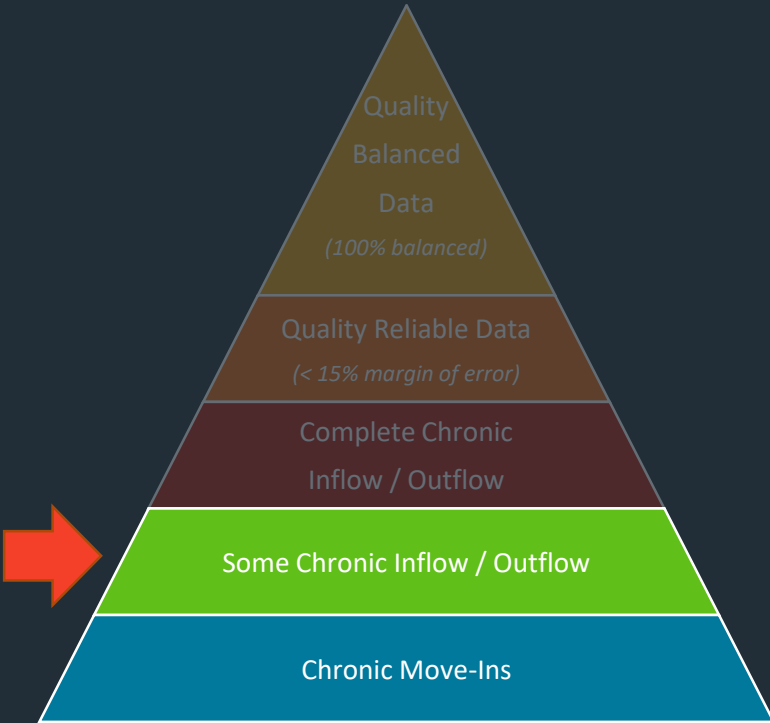 Quality
Balanced
Data
(100% balanced)
Quality Reliable Data
(< 15% margin of error)
Complete Chronic
Inflow / Outflow
Some Chronic Inflow / Outflow
Chronic Move-Ins